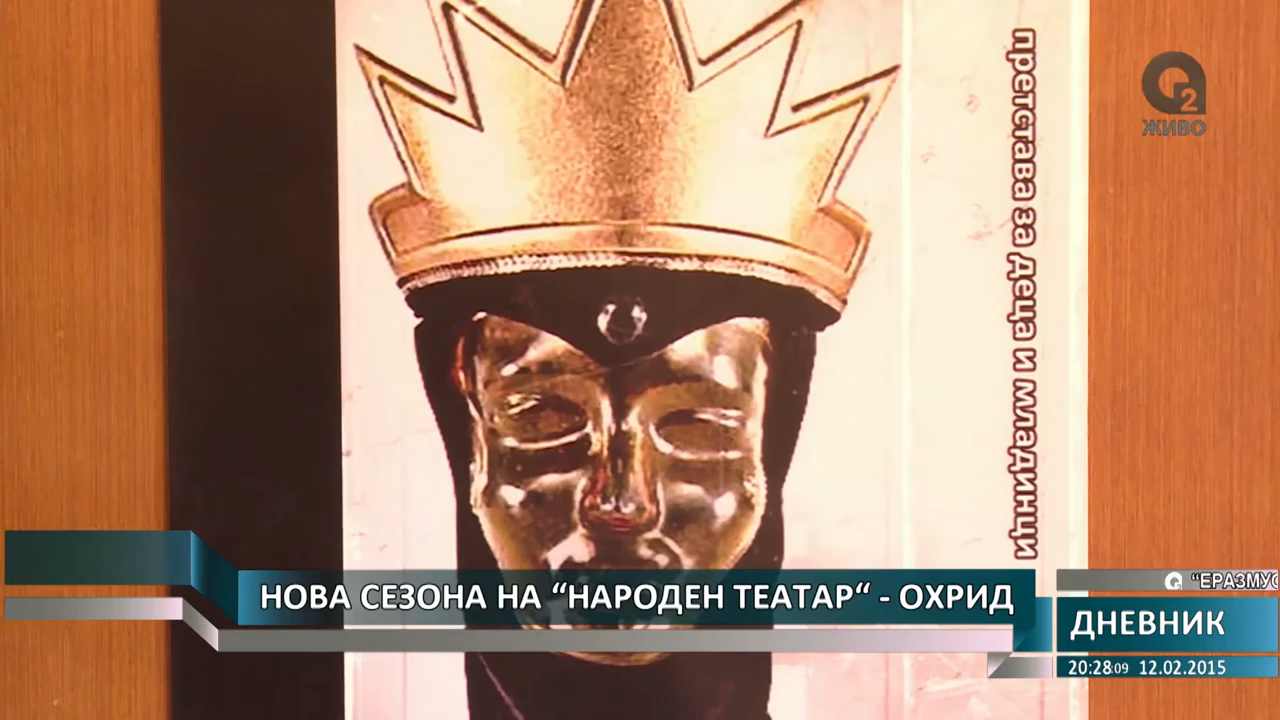 претстава за деца и младинци
2
ЖИВО
НОВА СЕЗОНА НА “НАРОДЕН ТЕАТАР“ - ОХРИД
“ЕРАЗМУС
ДНЕВНИК
20:28:09 12.02.2015